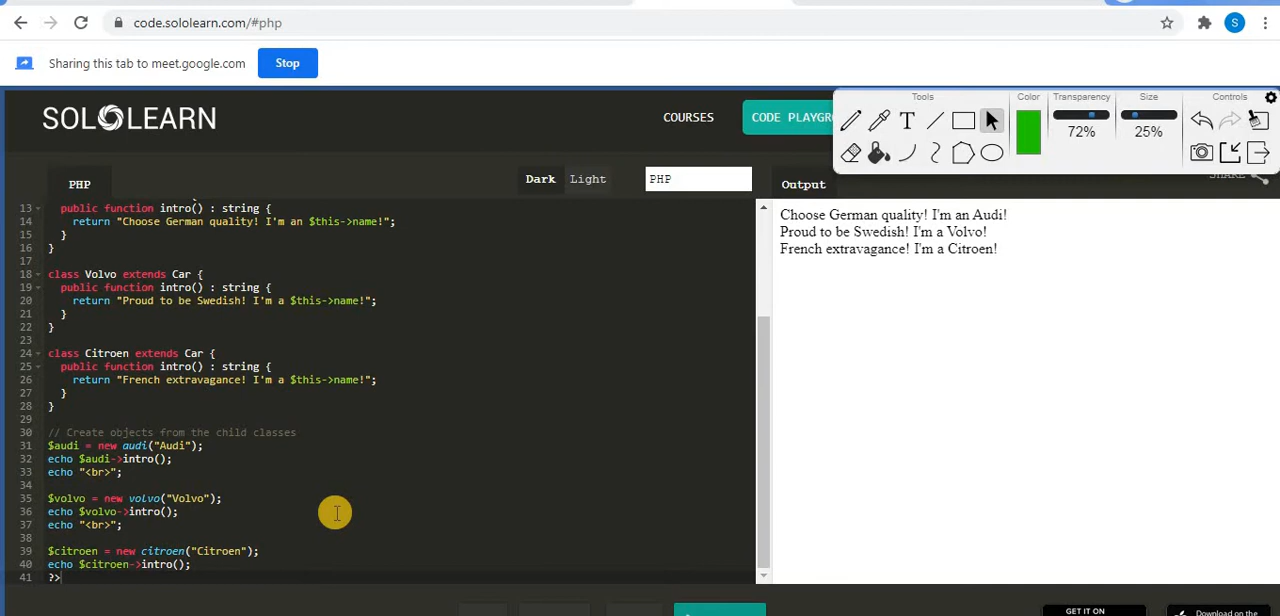 code.sololearn.com/#php
S
Sharing this tab to meet.google.com
Stop
SOLOLEARN
COURSES
CODE PLAYGR
Tools
Color
Transparency
Size
Controls
T
72%
25%
PHP
Dark
Light
PHP
Output
SHARE
13 public function intro() : string {
14 return "Choose German quality! I'm an $this->name!";
15 }
16 }
17
18 class Volvo extends Car {
19 public function intro() : string {
20 return "Proud to be Swedish! I'm a $this->name!";
21 }
22 }
23
24 class Citroen extends Car {
25 public function intro() : string {
26 return "French extravagance! I'm a $this->name!";
27 }
28 }
29
30 // Create objects from the child classes
31 $audi = new audi("Audi");
32 echo $audi->intro();
33 echo "<br>";
34
35 $volvo = new volvo("Volvo");
36 echo $volvo->intro();
37 echo "<br>";
38
39 $citroen = new citroen("Citroen");
40 echo $citroen->intro();
41 ?>
Choose German quality! I'm an Audi!
Proud to be Swedish! I'm a Volvo!
French extravagance! I'm a Citroen!
GET IT ON
Download on the